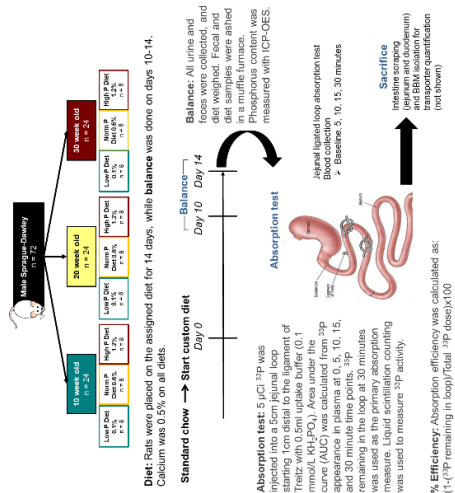 Male Sprague-Dawley
n = 72
10 week old
n = 24
20 week old
n = 24
30 week old
n = 24
Low P Diet
0.1%
n = 8
Norm P
Diet 0.6%
n = 8
High P Diet
1.2%
n = 8
Low P Diet
0.1%
n = 8
Norm P
Diet 0.6%
n = 8
High P Diet
1.2%
n = 8
Low P Diet
0.1%
n = 8
Norm P
Diet 0.6%
n = 8
High P Diet
1.2%
n = 8
Diet: Rats were placed on the assigned diet for 14 days, while balance was done on days 10-14.
Calcium was 0.5% on all diets.
Standard chow
Start custom diet
Balance
Day 0
Day 10
Day 14
Balance: All urine and
feces were collected, and
diet weighed. Fecal and
diet samples were ashed
in a muffle furnace.
Phosphorus content was
measured with ICP-OES.
Absorption test: 5 µCi ³³P was
injected into a 5cm jejunal loop
starting 1cm distal to the ligament of
Treitz with 0.5ml uptake buffer (0.1
mmol/L KH₂PO₄). Area under the
curve (AUC) was calculated from ³³P
appearance in plasma at 0, 5, 10, 15,
and 30 minute time points. ³³P
remaining in the loop at 30 minutes
was used as the primary absorption
measure. Liquid scintillation counting
was used to measure ³³P activity.
Absorption test
Jejunal ligated loop absorption test
Blood collection
➢ Baseline, 5, 10, 15, 30 minutes
Sacrifice
Intestine scraping
(jejunum and duodenum)
and BBM isolation for
transporter quantification
(not shown)
% Efficiency: Absorption efficiency was calculated as:
(1-(³³P remaining in loop)/Total ³³P dose)x100